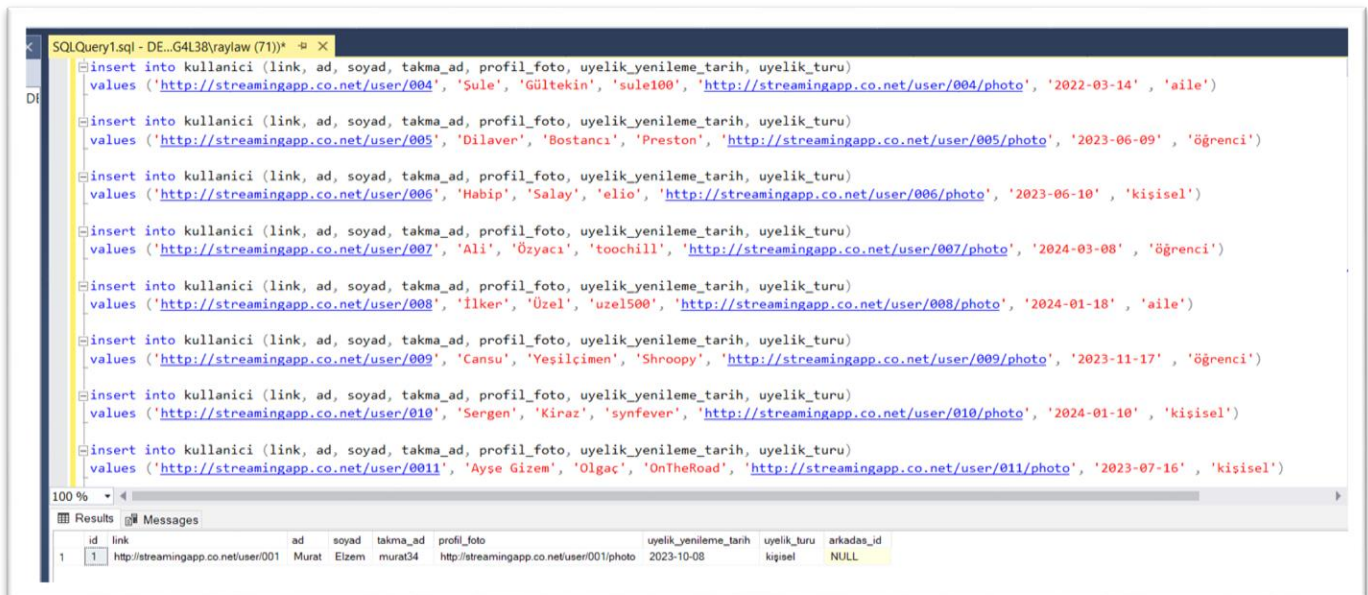 SQLQuery1.sql - DE...G4L38\raylaw (71))*
insert into kullanici (link, ad, soyad, takma_ad, profil_foto, uyelik_yenileme_tarih, uyelik_turu)
values ('http://streamingapp.co.net/user/004', 'Şule', 'Gültekin', 'sule100', 'http://streamingapp.co.net/user/004/photo', '2022-03-14' , 'aile')
DE
insert into kullanici (link, ad, soyad, takma_ad, profil_foto, uyelik_yenileme_tarih, uyelik_turu)
values ('http://streamingapp.co.net/user/005', 'Dilaver', 'Bostancı', 'Preston', 'http://streamingapp.co.net/user/005/photo', '2023-06-09' , 'öğrenci')
insert into kullanici (link, ad, soyad, takma_ad, profil_foto, uyelik_yenileme_tarih, uyelik_turu)
values ('http://streamingapp.co.net/user/006', 'Habip', 'Salay', 'elio', 'http://streamingapp.co.net/user/006/photo', '2023-06-10' , 'kişisel')
insert into kullanici (link, ad, soyad, takma_ad, profil_foto, uyelik_yenileme_tarih, uyelik_turu)
values ('http://streamingapp.co.net/user/007', 'Ali', 'Özyacı', 'toochill', 'http://streamingapp.co.net/user/007/photo', '2024-03-08' , 'öğrenci')
insert into kullanici (link, ad, soyad, takma_ad, profil_foto, uyelik_yenileme_tarih, uyelik_turu)
values ('http://streamingapp.co.net/user/008', 'İlker', 'Üzel', 'uzel500', 'http://streamingapp.co.net/user/008/photo', '2024-01-18' , 'aile')
insert into kullanici (link, ad, soyad, takma_ad, profil_foto, uyelik_yenileme_tarih, uyelik_turu)
values ('http://streamingapp.co.net/user/009', 'Cansu', 'Yeşilçimen', 'Shroopy', 'http://streamingapp.co.net/user/009/photo', '2023-11-17' , 'öğrenci')
insert into kullanici (link, ad, soyad, takma_ad, profil_foto, uyelik_yenileme_tarih, uyelik_turu)
values ('http://streamingapp.co.net/user/010', 'Sergen', 'Kiraz', 'synfever', 'http://streamingapp.co.net/user/010/photo', '2024-01-10' , 'kişisel')
insert into kullanici (link, ad, soyad, takma_ad, profil_foto, uyelik_yenileme_tarih, uyelik_turu)
values ('http://streamingapp.co.net/user/0011', 'Ayşe Gizem', 'Olgaç', 'OnTheRoad', 'http://streamingapp.co.net/user/011/photo', '2023-07-16' , 'kişisel')
100 %
Results Messages
id link ad soyad takma_ad profil_foto uyelik_yenileme_tarih uyelik_turu arkadas_id
1 1 http://streamingapp.co.net/user/001 Murat Elzem murat34 http://streamingapp.co.net/user/001/photo 2023-10-08 kişisel NULL